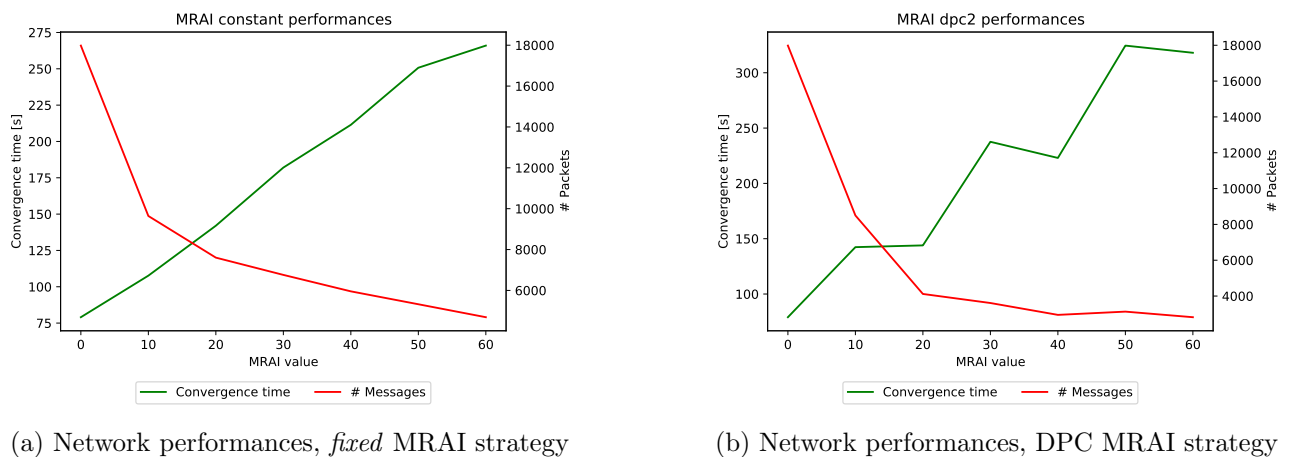 MRAI constant performances
275
250
225
200
175
150
125
100
75
Convergence time [s]
18000
16000
14000
12000
10000
8000
6000
# Packets
0 10 20 30 40 50 60
MRAI value
Convergence time # Messages
(a) Network performances, fixed MRAI strategy
MRAI dpc2 performances
300
250
200
150
100
Convergence time [s]
18000
16000
14000
12000
10000
8000
6000
4000
# Packets
0 10 20 30 40 50 60
MRAI value
Convergence time # Messages
(b) Network performances, DPC MRAI strategy